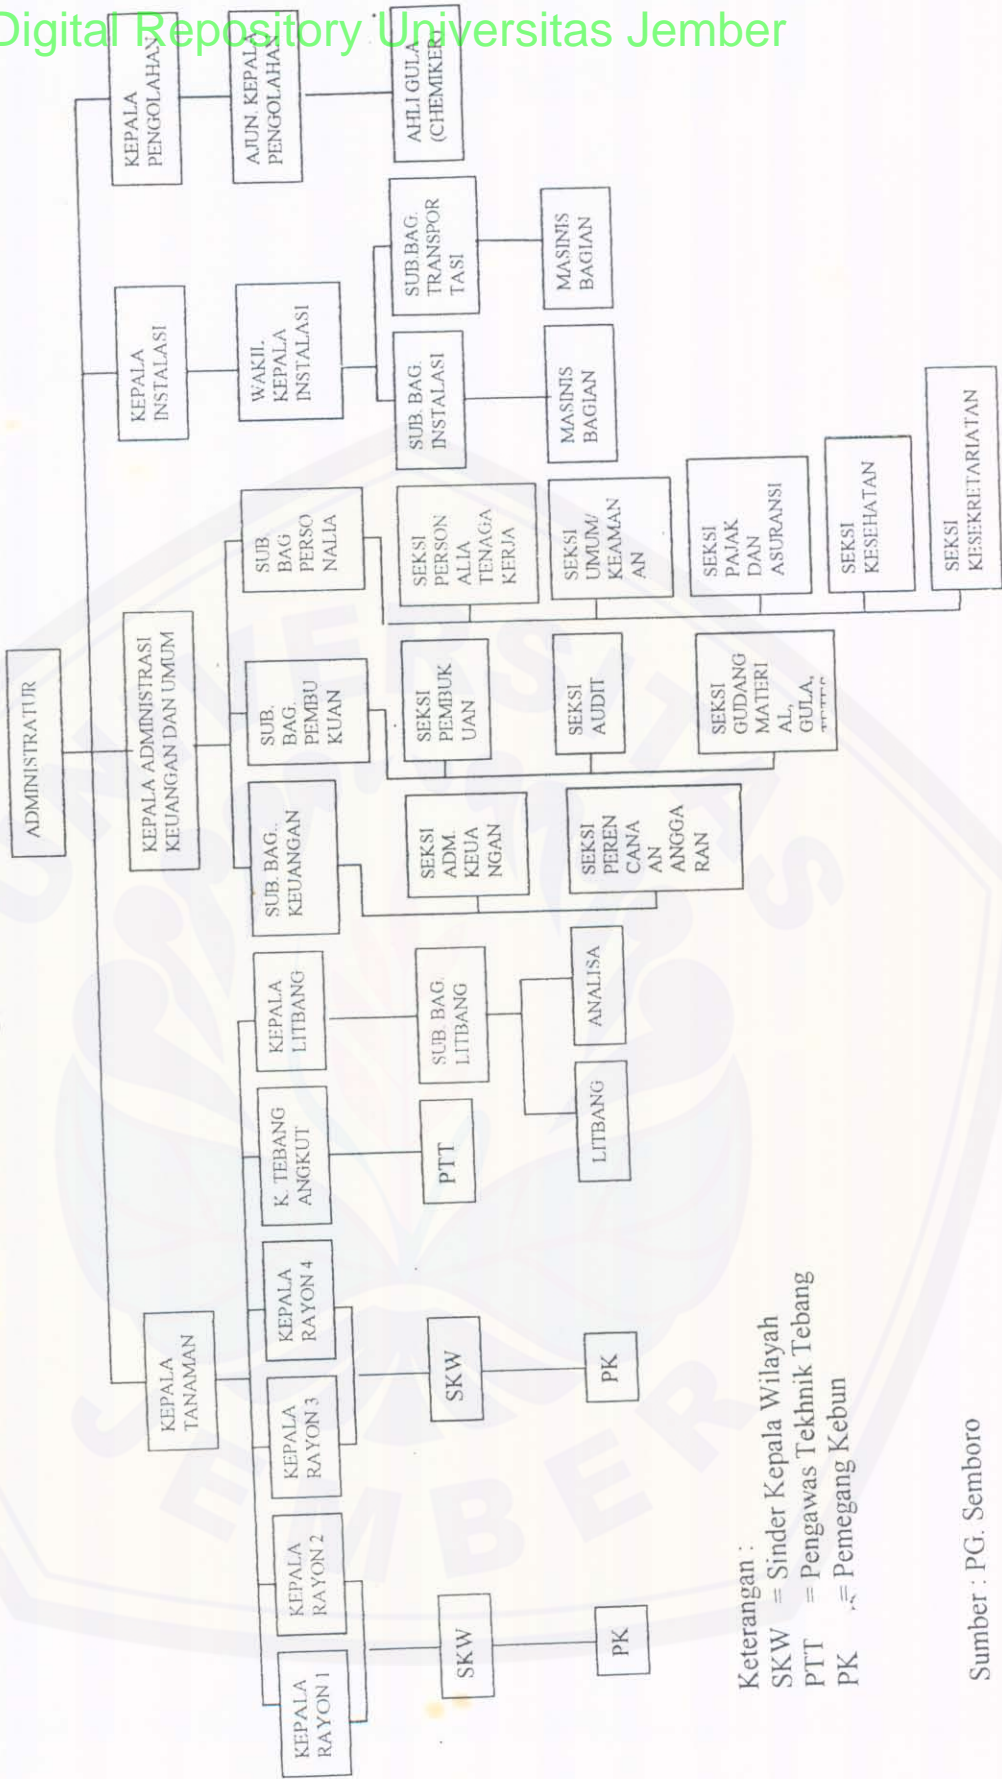 Digital Repository Universitas Jember
ADMINISTRATUR
KEPALA
TANAMAN
KEPALA ADMINISTRASI
KEUANGAN DAN UMUM
KEPALA
INSTALASI
KEPALA
PENGOLAHAN
KEPALA
RAYON 1
KEPALA
RAYON 2
KEPALA
RAYON 3
KEPALA
RAYON 4
K. TEBANG
ANGKUT
KEPALA
LITBANG
SUB. BAG..
KEUANGAN
SUB.
BAG.
PEMBU
KUAN
SUB.
BAG
PERSO
NALIA
WAKIL.
KEPALA
INSTALASI
AJUN. KEPALA
PENGOLAHAN
SKW
SKW
PTT
SUB. BAG.
LITBANG
SEKSI
ADM.
KEUA
NGAN
SEKSI
PEMBUK
UAN
SEKSI
PERSON
ALIA
TENAGA
KERJA
SUB. BAG.
INSTALASI
SUB.BAG.
TRANSPOR
TASI
AHLI GULA
(CHEMIKER)
PK
PK
LITBANG
ANALISA
SEKSI
PEREN
CANA
AN
ANGGA
RAN
SEKSI
AUDIT
SEKSI
UMUM/
KEAMAN
AN
MASINIS
BAGIAN
MASINIS
BAGIAN
SEKSI
GUDANG
MATERI
AL,
GULA,
SEKSI
PAJAK
DAN
ASURANSI
SEKSI
KESEHATAN
SEKSI
KESEKRETARIATAN
Keterangan :
SKW = Sinder Kepala Wilayah
PTT = Pengawas Tekhnik Tebang
PK = Pemegang Kebun
Sumber : PG. Semboro
UNIVERSITAS
JEMBER